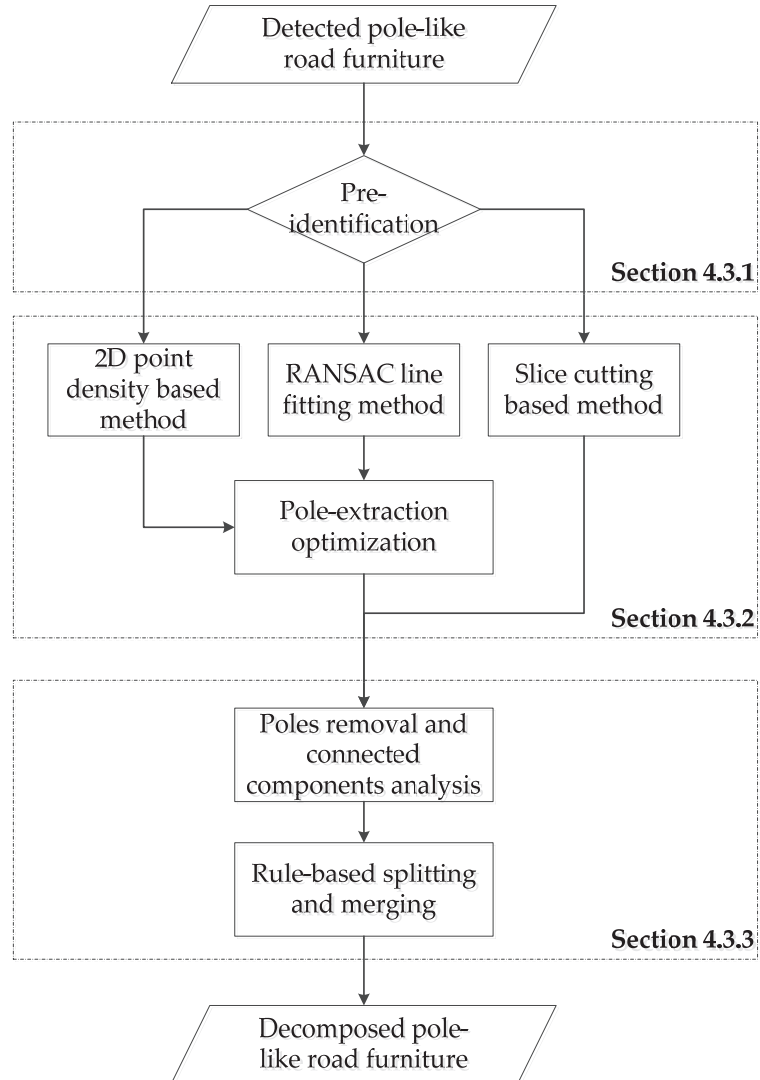 Detected pole-like
road furniture
Pre-
identification
Section 4.3.1
2D point
density based
method
RANSAC line
fitting method
Slice cutting
based method
Pole-extraction
optimization
Section 4.3.2
Poles removal and
connected
components analysis
Rule-based splitting
and merging
Section 4.3.3
Decomposed pole-
like road furniture